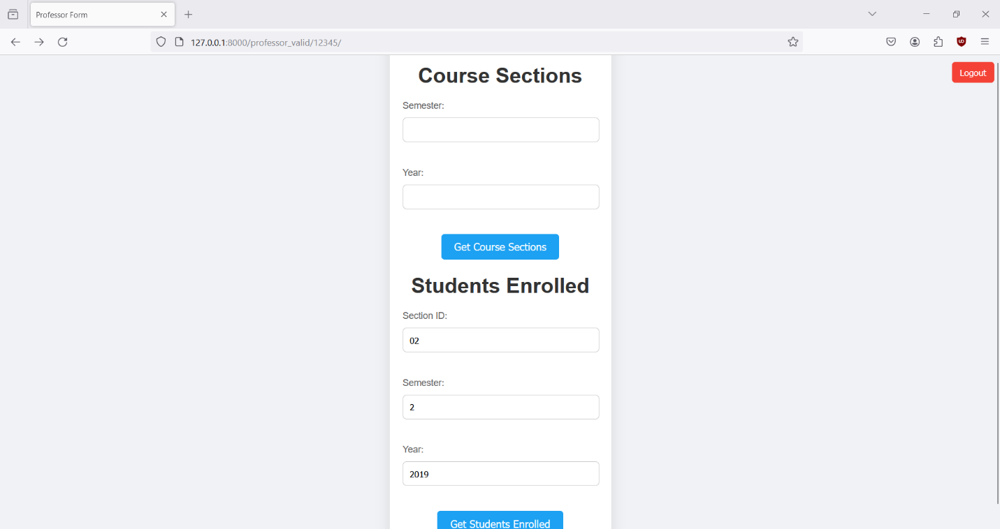 Professor Form
127.0.0.1:8000/professor_valid/12345/
Logout
Course Sections
Semester:
Year:
Get Course Sections
Students Enrolled
Section ID:
02
Semester:
2
Year:
2019
Get Students Enrolled